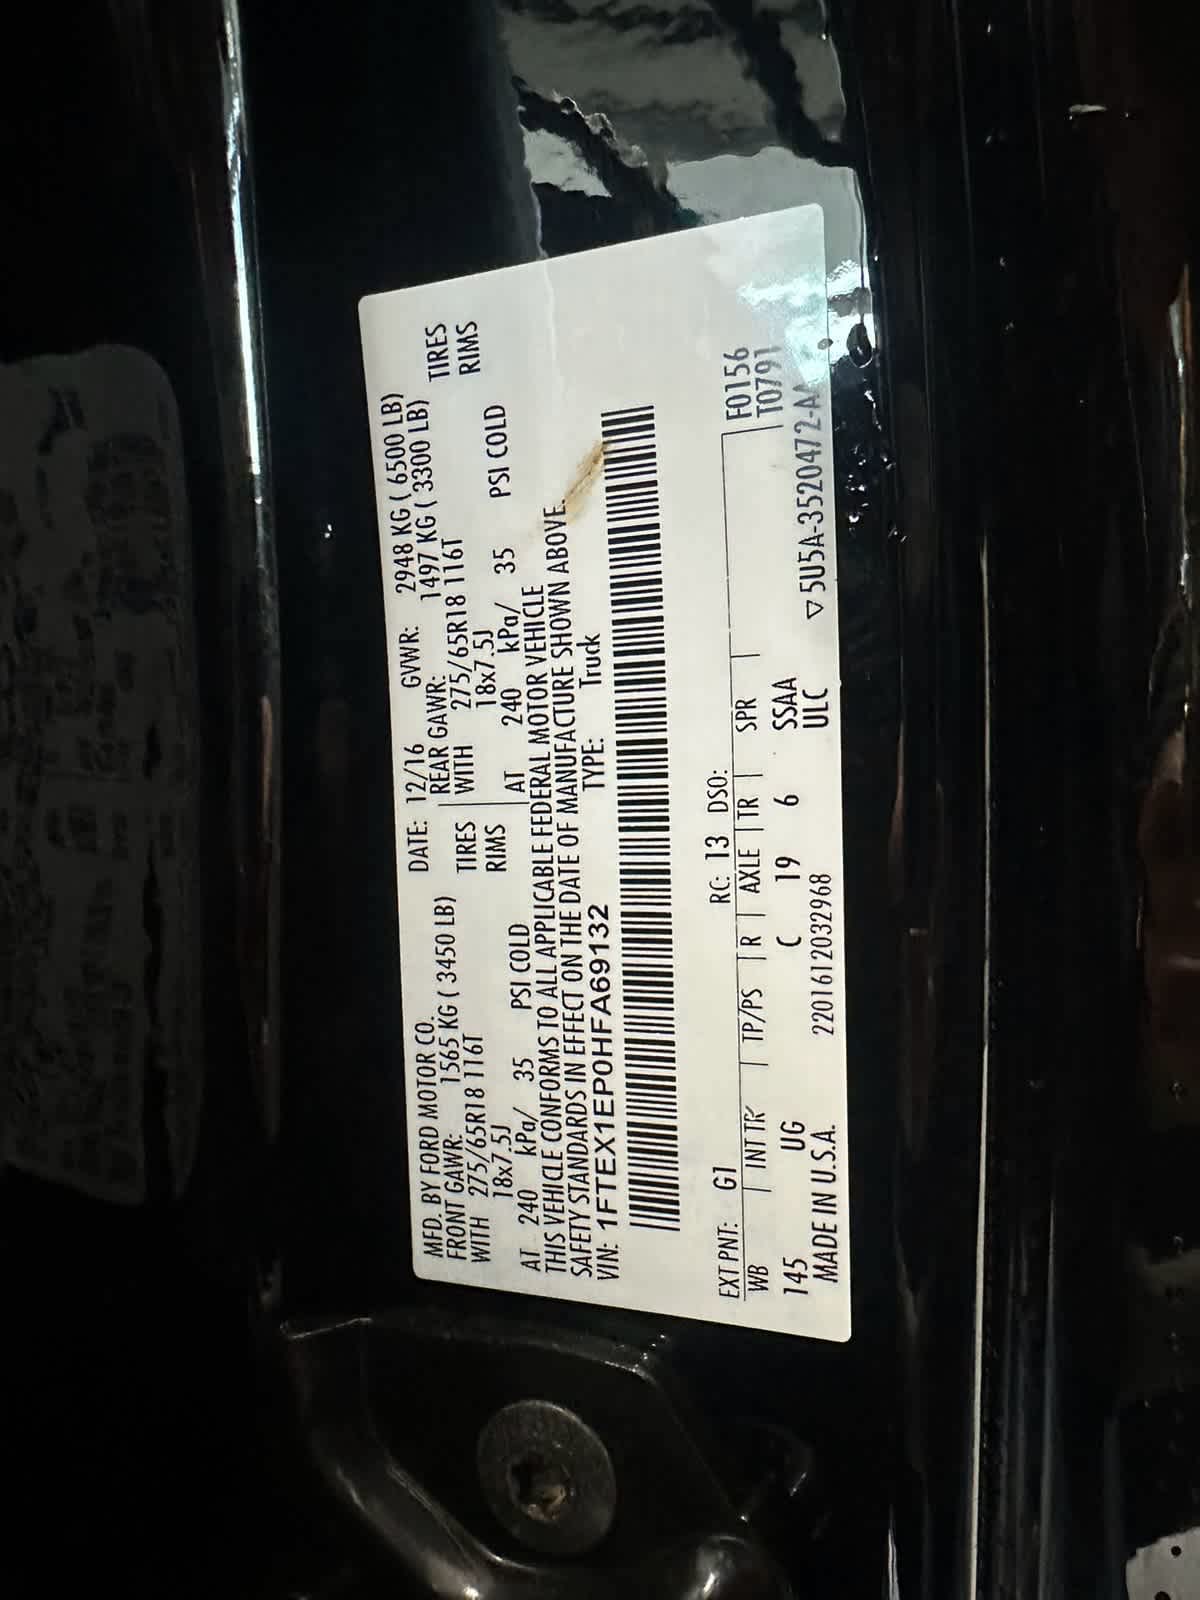 MFD. BY FORD MOTOR CO. DATE: 12/16 GVWR: 2948 KG ( 6500 LB)
FRONT GAWR: 1565 KG ( 3450 LB) REAR GAWR: 1497 KG ( 3300 LB)
WITH 275/65R18 116T TIRES WITH 275/65R18 116T TIRES
18x7.5J RIMS 18x7.5J RIMS
AT 240 kPa/ 35 PSI COLD AT 240 kPa/ 35 PSI COLD
THIS VEHICLE CONFORMS TO ALL APPLICABLE FEDERAL MOTOR VEHICLE
SAFETY STANDARDS IN EFFECT ON THE DATE OF MANUFACTURE SHOWN ABOVE.
VIN: 1FTEX1EP0HFA69132 TYPE: Truck
EXT PNT: G1 RC: 13 DSO: F0156
WB | INT TR | TP/PS | R | AXLE | TR | SPR T0791
145 UG C 19 6 SSAA
MADE IN U.S.A. 2201612032968 ULC ▽5U5A-3520472-AA